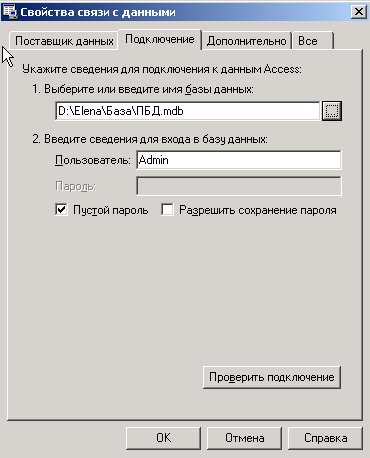 Свойства связи с данными
Поставщик данных Подключение Дополнительно Все
Укажите сведения для подключения к данным Access:
1. Выберите или введите имя базы данных:
D:\Elena\База\ПБД.mdb ...
2. Введите сведения для входа в базу данных:
Пользователь: Admin
Пароль:
Пустой пароль Разрешить сохранение пароля
Проверить подключение
OK Отмена Справка